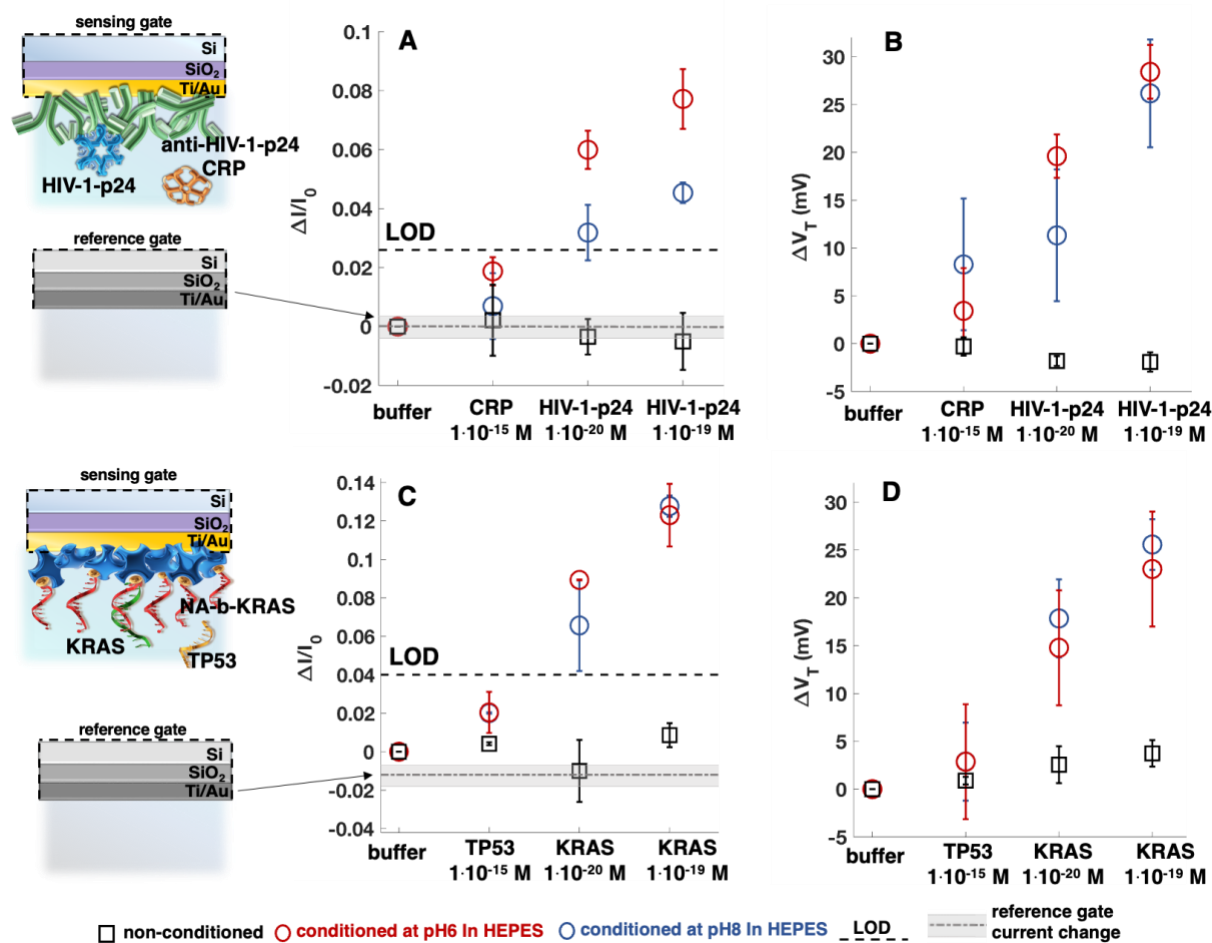 sensing gate
Si
SiO2
Ti/Au
anti-HIV-1-p24
CRP
HIV-1-p24
reference gate
Si
SiO2
Ti/Au
A
ΔI/I0
0.1
0.08
0.06
0.04
0.02
0
-0.02
LOD
buffer
CRP
1·10-15 M
HIV-1-p24
1·10-20 M
HIV-1-p24
1·10-19 M
B
ΔVT (mV)
30
25
20
15
10
5
0
-5
buffer
CRP
1·10-15 M
HIV-1-p24
1·10-20 M
HIV-1-p24
1·10-19 M
sensing gate
Si
SiO2
Ti/Au
NA-b-KRAS
KRAS
TP53
reference gate
Si
SiO2
Ti/Au
C
ΔI/I0
0.14
0.12
0.1
0.08
0.06
0.04
0.02
0
-0.02
-0.04
LOD
buffer
TP53
1·10-15 M
KRAS
1·10-20 M
KRAS
1·10-19 M
D
ΔVT (mV)
30
25
20
15
10
5
0
-5
buffer
TP53
1·10-15 M
KRAS
1·10-20 M
KRAS
1·10-19 M
non-conditioned
conditioned at pH6 In HEPES
conditioned at pH8 In HEPES
LOD
reference gate
current change